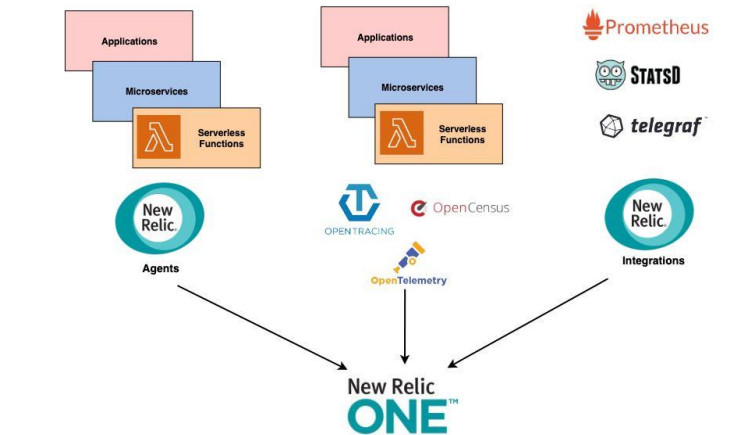 Applications
Microservices
Serverless
Functions
New
Relic.
Agents
Applications
Microservices
Serverless
Functions
OPENTRACING
OpenCensus
OpenTelemetry
Prometheus
STATSD
telegraf
New
Relic.
Integrations
New Relic
ONE™